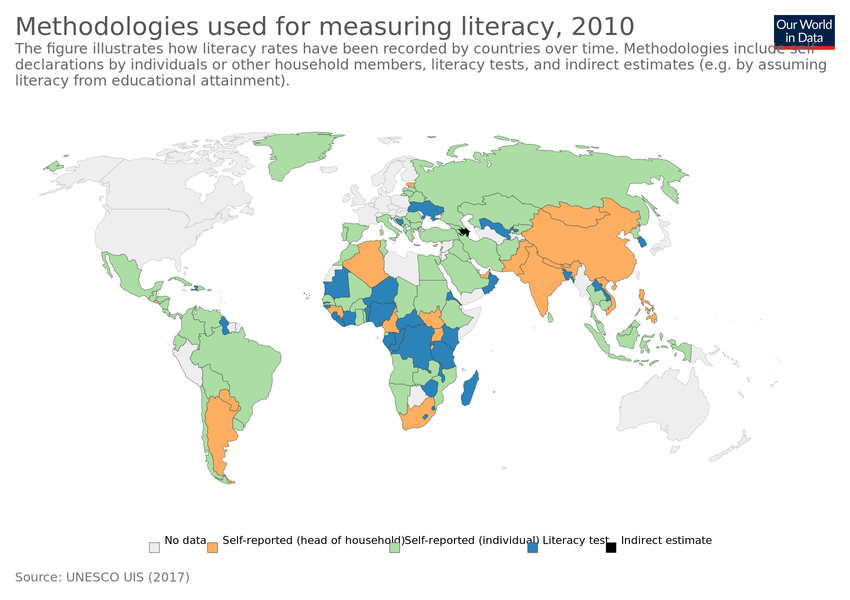 Methodologies used for measuring literacy, 2010
Our World
in Data
The figure illustrates how literacy rates have been recorded by countries over time. Methodologies include self-
declarations by individuals or other household members, literacy tests, and indirect estimates (e.g. by assuming
literacy from educational attainment).
No data
Self-reported (head of household)
Self-reported (individual)
Literacy test
Indirect estimate
Source: UNESCO UIS (2017)